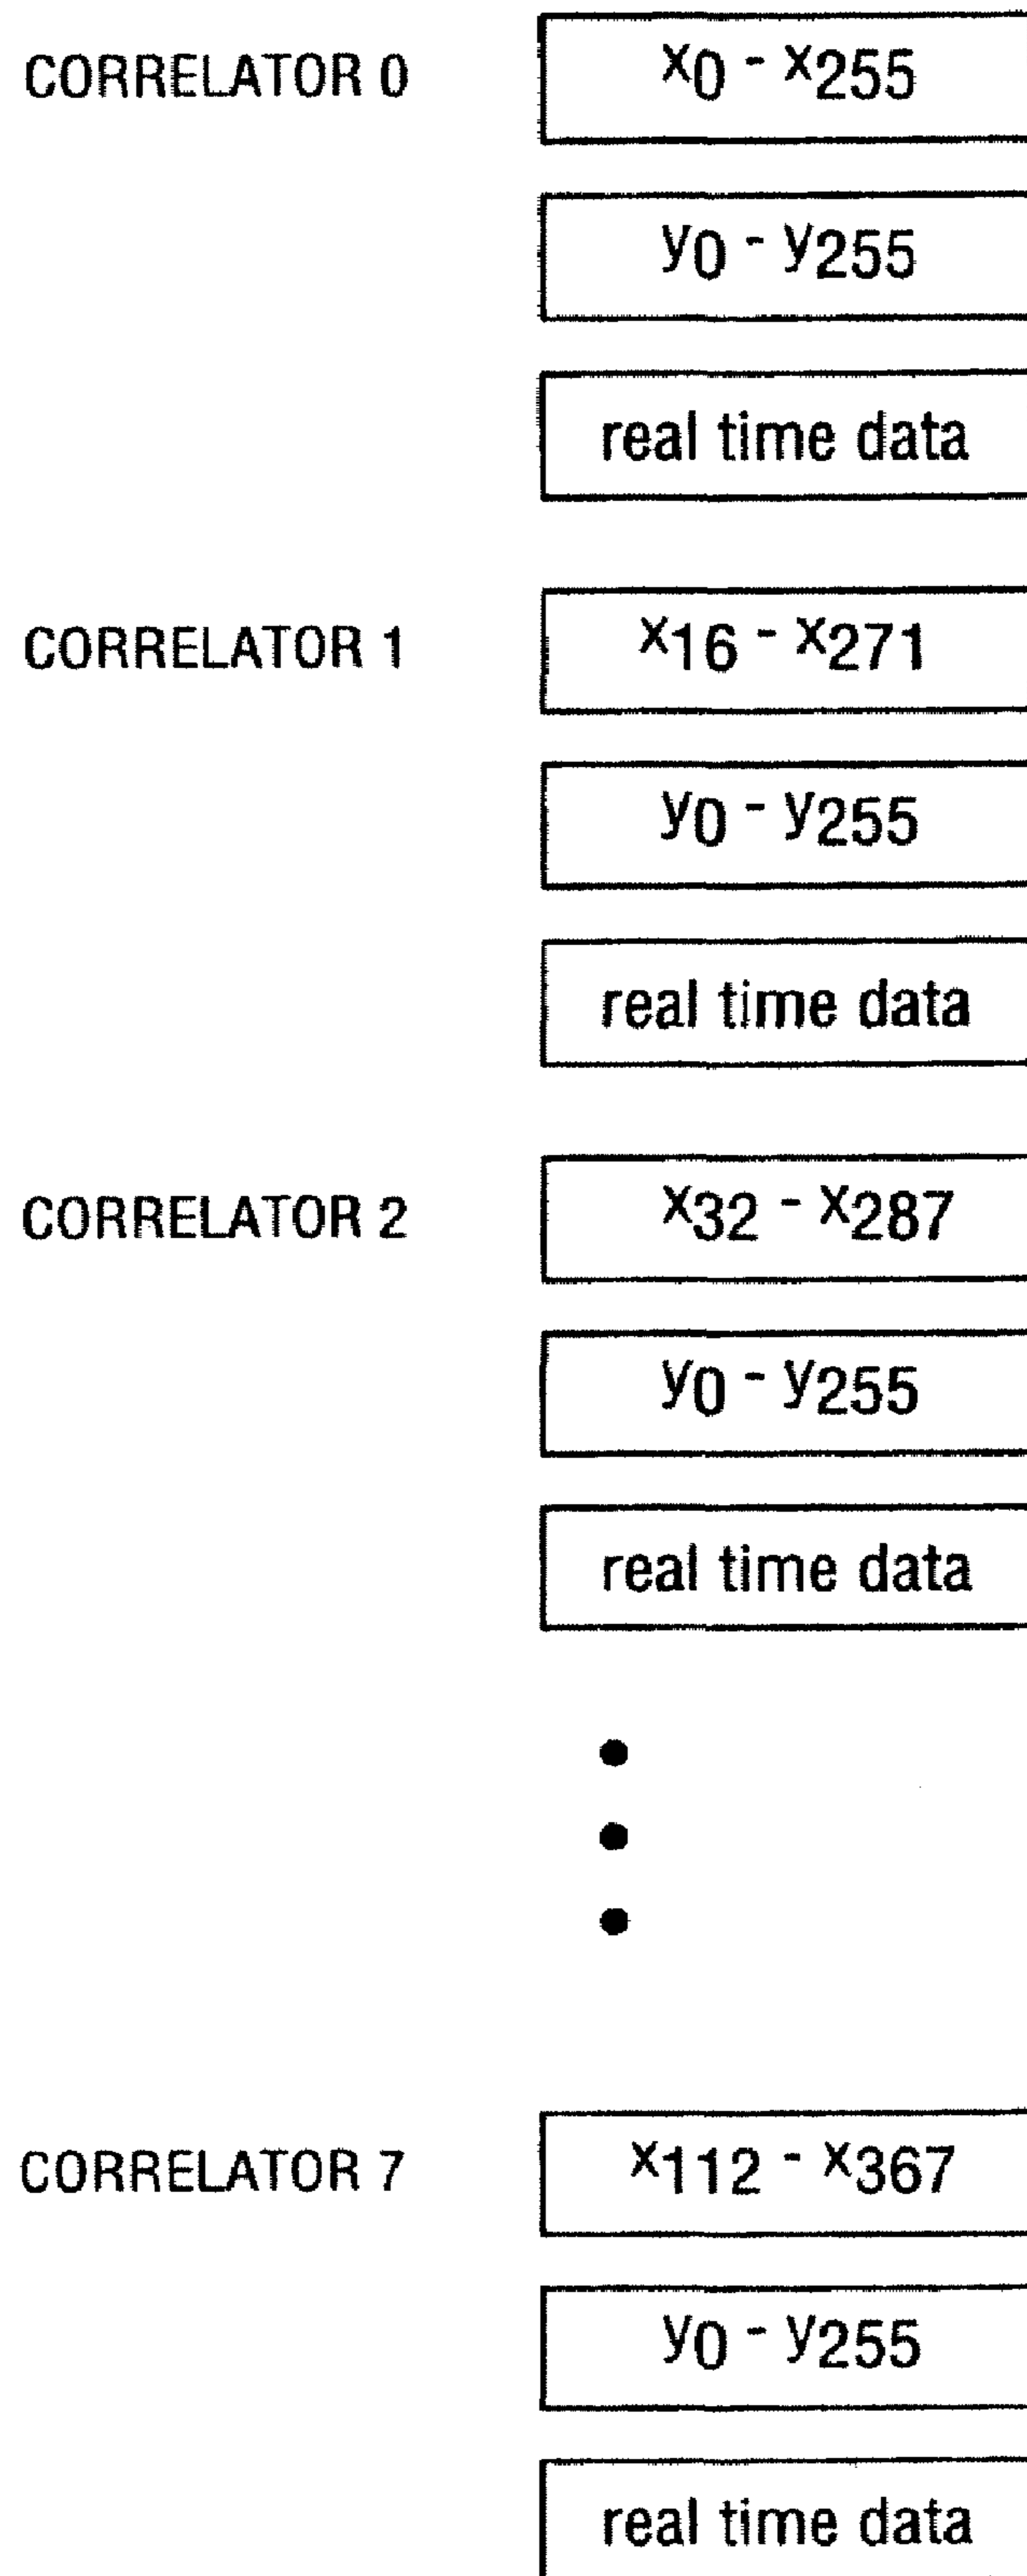 CORRELATOR 0 x0 - x255
y0 - y255
real time data
CORRELATOR 1 x16 - x271
y0 - y255
real time data
CORRELATOR 2 x32 - x287
y0 - y255
real time data
CORRELATOR 7 x112 - x367
y0 - y255
real time data